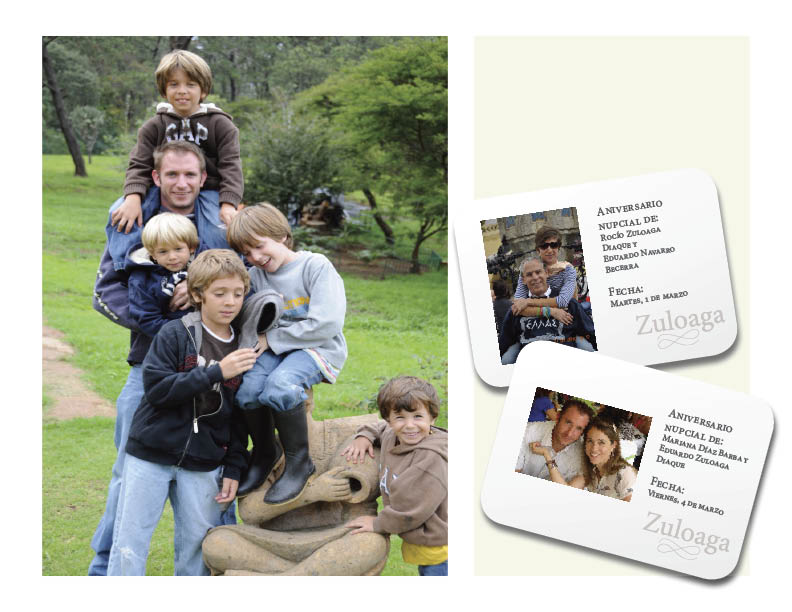 GAP
Aniversario
nupcial de:
Rocío Zuloaga
Diaque y
Eduardo Navarro
Becerra
Fecha:
Martes, 1 de marzo
Zuloaga
ΕΛΛΑΣ
Aniversario
nupcial de:
Mariana Díaz Barba y
Eduardo Zuloaga
Diaque
Fecha:
Viernes, 4 de marzo
Zuloaga